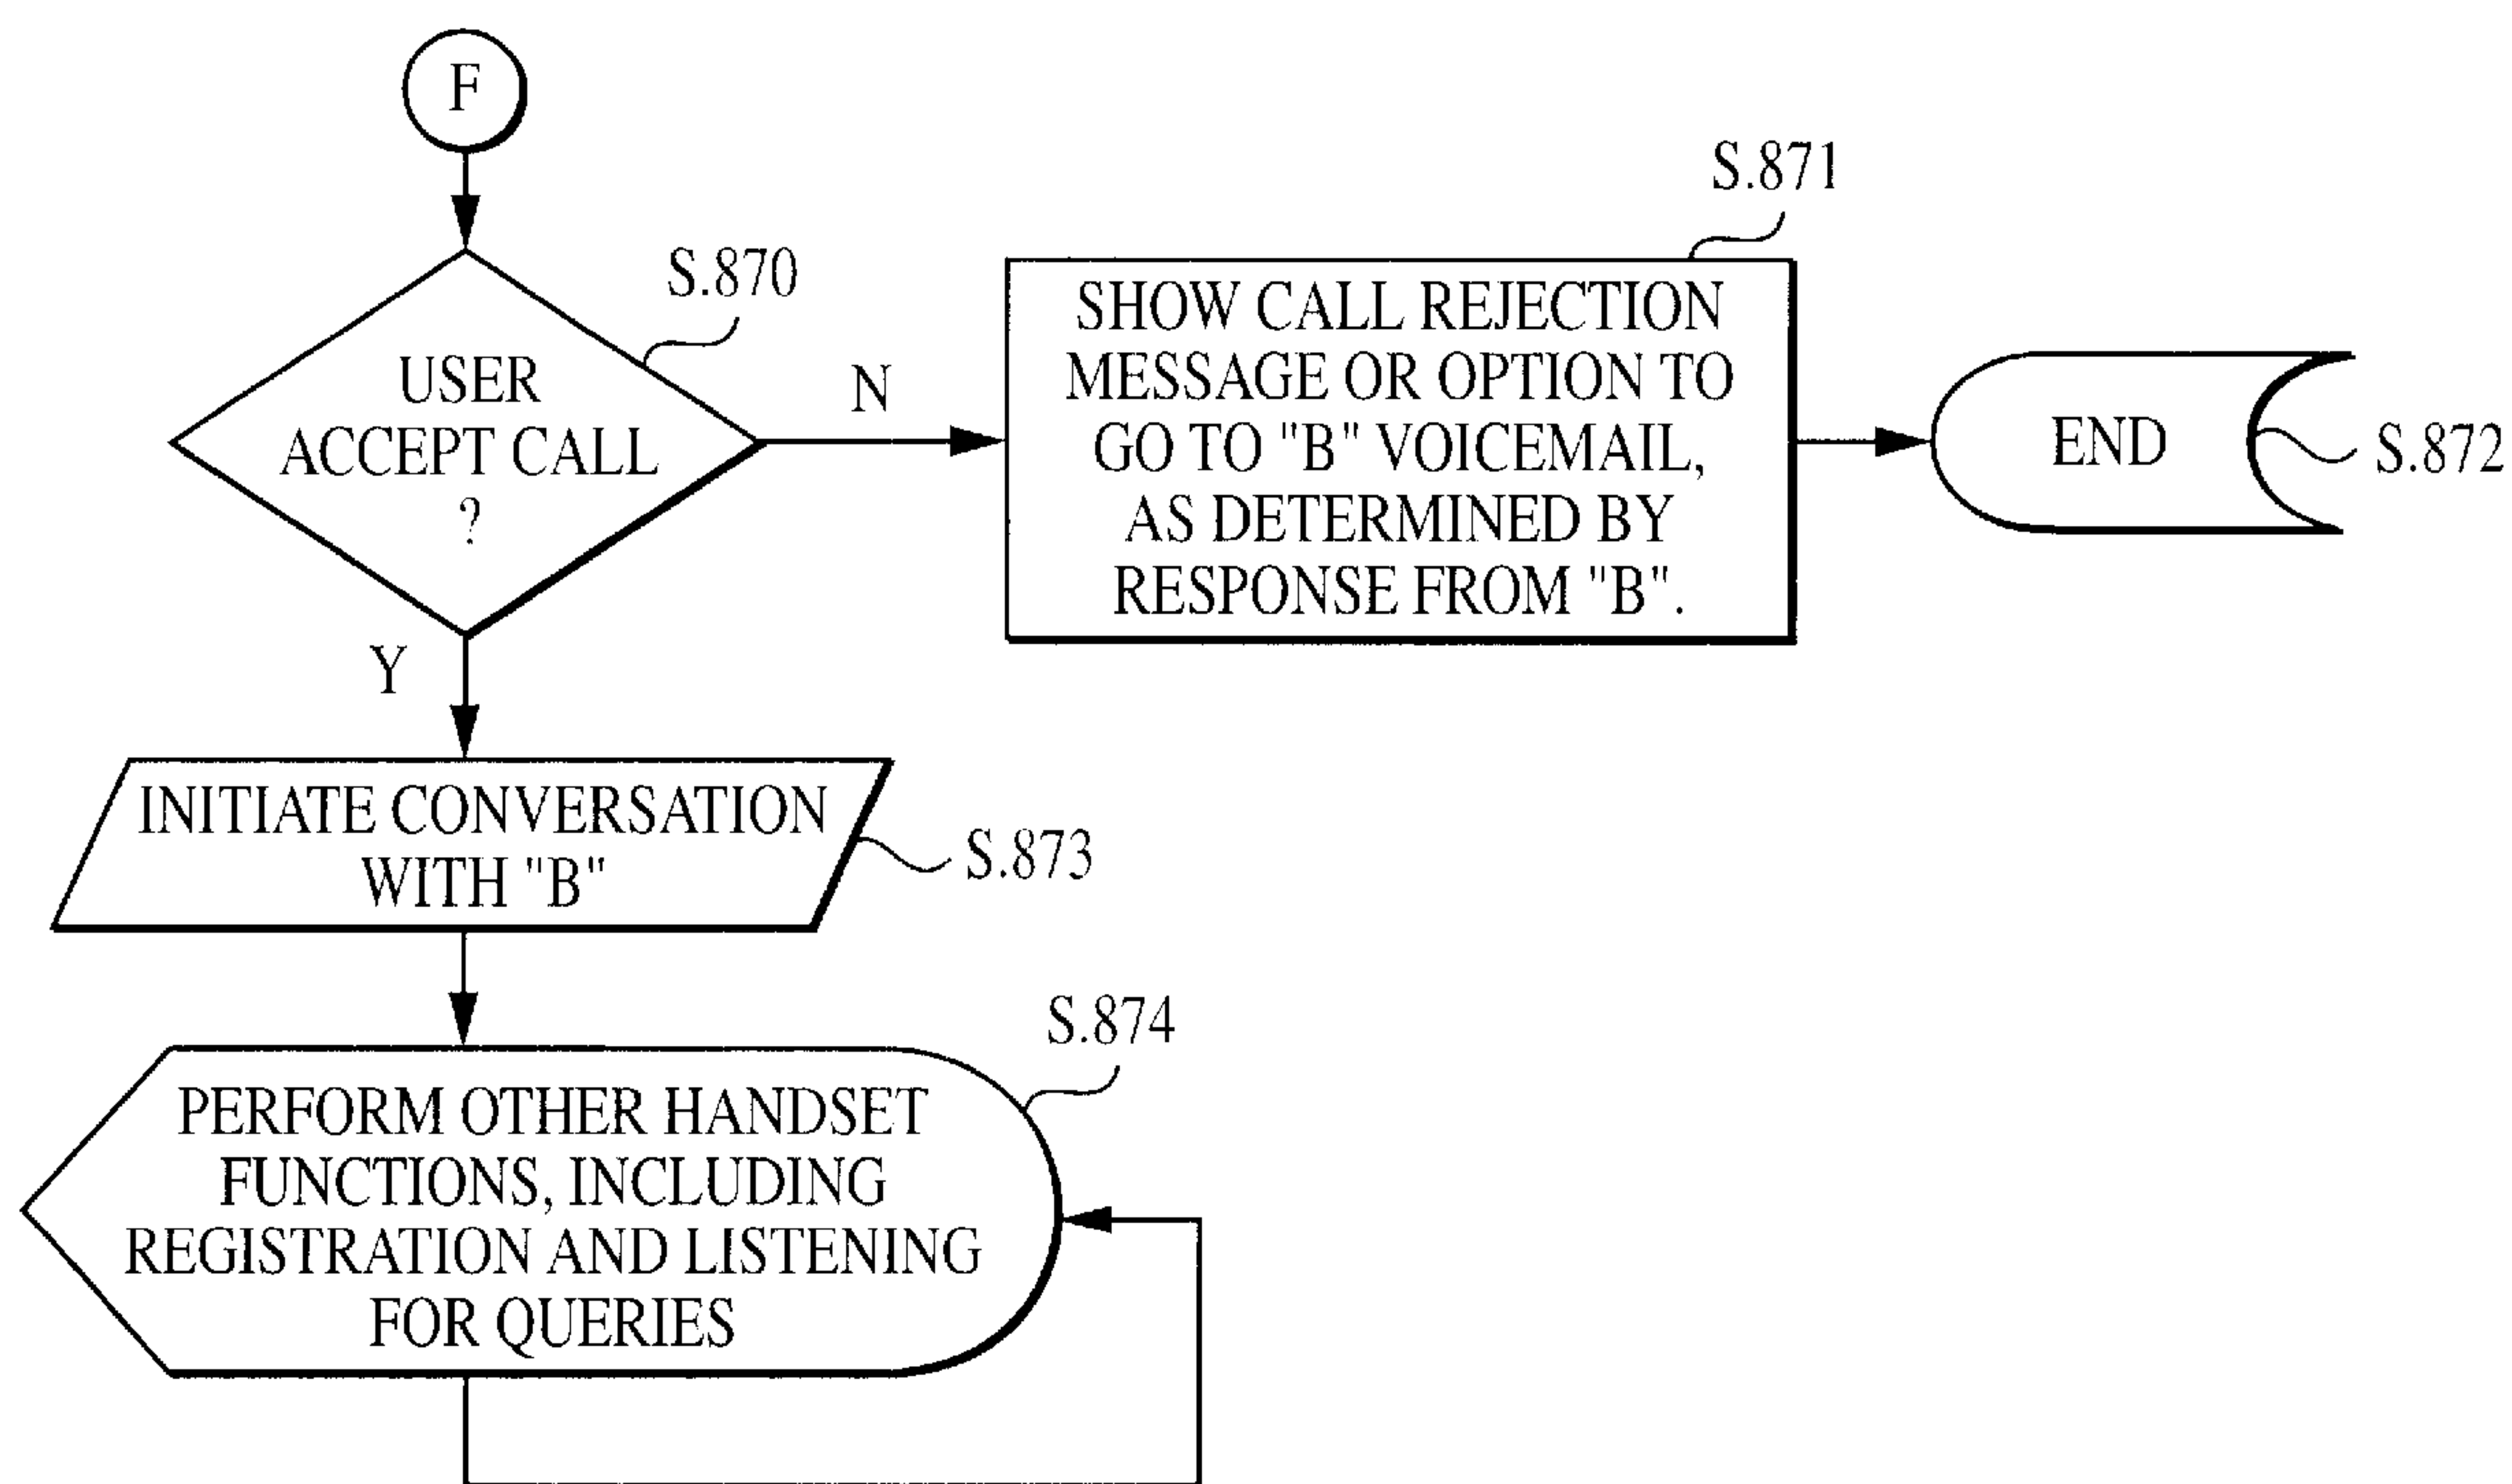 F
S.870
USER
ACCEPT CALL
?
N
Y
S.871
SHOW CALL REJECTION
MESSAGE OR OPTION TO
GO TO "B" VOICEMAIL,
AS DETERMINED BY
RESPONSE FROM "B".
END
S.872
INITIATE CONVERSATION
WITH "B"
S.873
S.874
PERFORM OTHER HANDSET
FUNCTIONS, INCLUDING
REGISTRATION AND LISTENING
FOR QUERIES